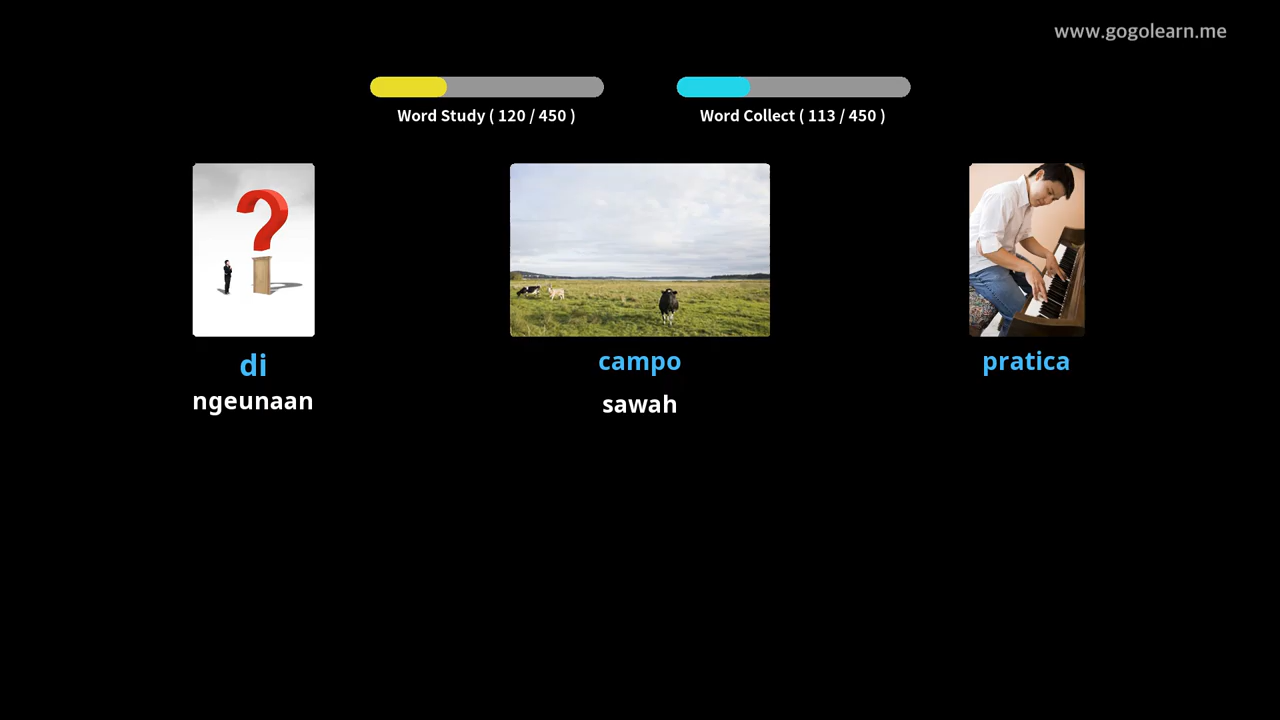 www.gogolearn.me
Word Study ( 120 / 450 )
Word Collect ( 113 / 450 )
di
ngeunaan
campo
sawah
pratica